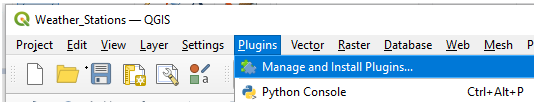 Weather_Stations — QGIS
Project Edit View Layer Settings Plugins Vector Raster Database Web Mesh
Manage and Install Plugins...
Python Console Ctrl+Alt+P